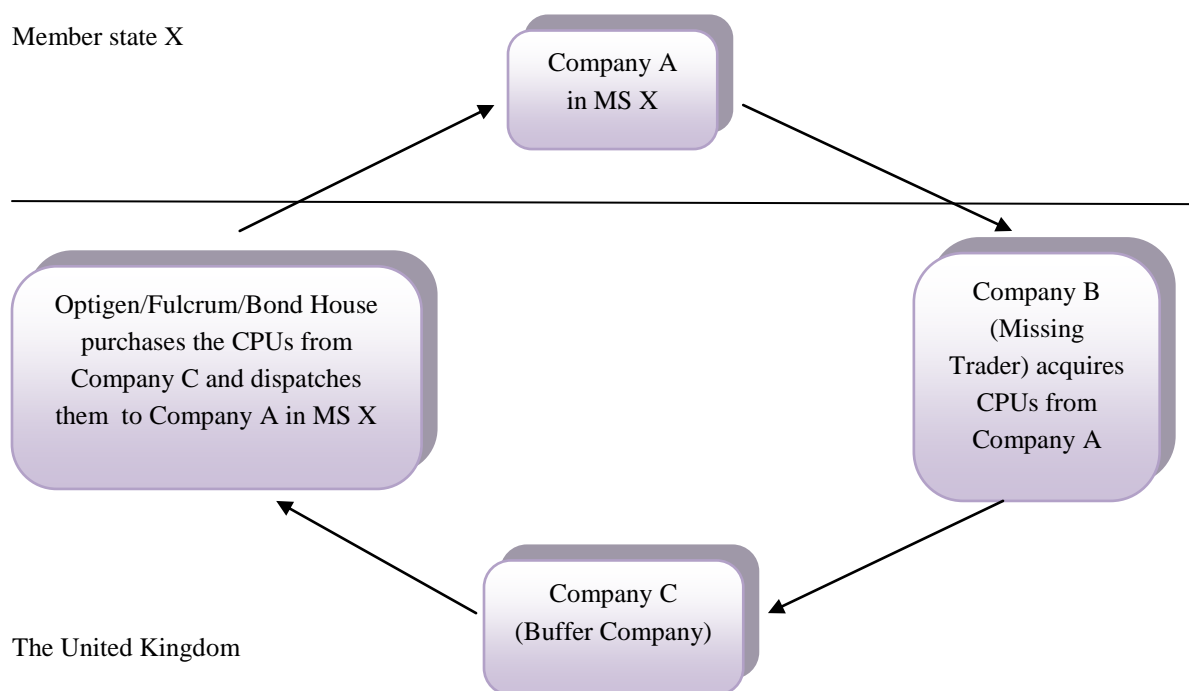 Member state X
Company A
in MS X
Optigen/Fulcrum/Bond House
purchases the CPUs from
Company C and dispatches
them to Company A in MS X
Company B
(Missing
Trader) acquires
CPUs from
Company A
Company C
(Buffer Company)
The United Kingdom